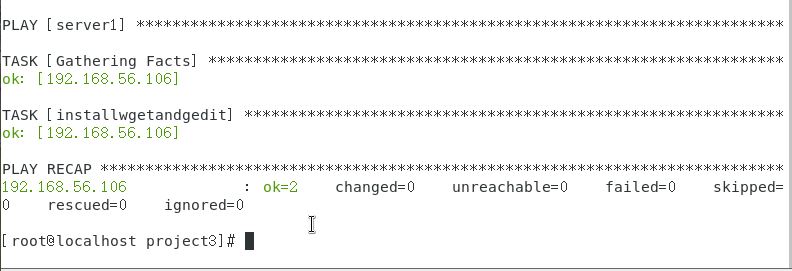 PLAY [server1] ************************************************************************
TASK [Gathering Facts] *****************************************************************
ok: [192.168.56.106]
TASK [installwgetandgedit] ************************************************************
ok: [192.168.56.106]
PLAY RECAP ****************************************************************************
192.168.56.106             : ok=2    changed=0    unreachable=0    failed=0    skipped=
0    rescued=0    ignored=0
[root@localhost project3]#